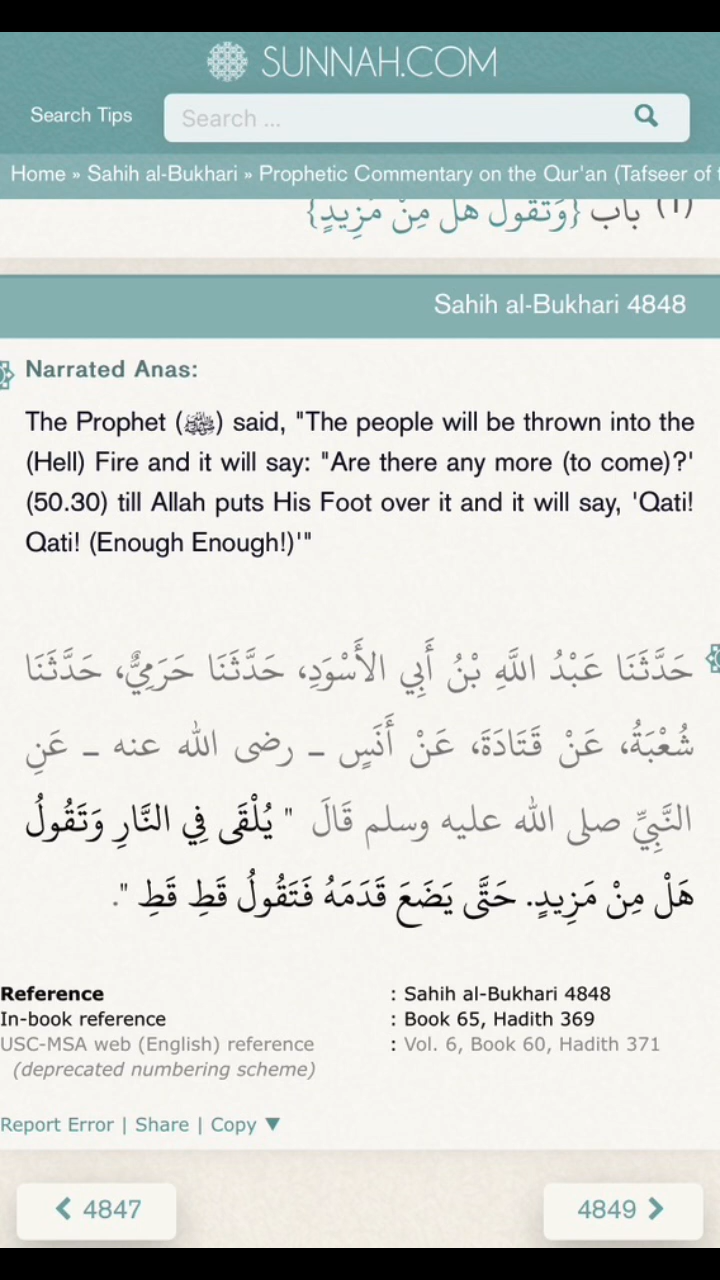 SUNNAH.COM
Search Tips
Search ...
Home » Sahih al-Bukhari » Prophetic Commentary on the Qur'an (Tafseer of
(1) باب {وَتَقُولُ هَلْ مِنْ مَزِيدٍ}
Sahih al-Bukhari 4848
Narrated Anas:
The Prophet (ﷺ) said, "The people will be thrown into the
(Hell) Fire and it will say: "Are there any more (to come)?'
(50.30) till Allah puts His Foot over it and it will say, 'Qati!
Qati! (Enough Enough!)'"
حَدَّثَنَا عَبْدُ اللَّهِ بْنُ أَبِي الأَسْوَدِ، حَدَّثَنَا حَرَمِيٌّ، حَدَّثَنَا
شُعْبَةُ، عَنْ قَتَادَةَ، عَنْ أَنَسٍ ـ رضى الله عنه ـ عَنِ
النَّبِيِّ صلى الله عليه وسلم قَالَ " يُلْقَى فِي النَّارِ وَتَقُولُ
هَلْ مِنْ مَزِيدٍ. حَتَّى يَضَعَ قَدَمَهُ فَتَقُولُ قَطِ قَطِ ".
Reference : Sahih al-Bukhari 4848
In-book reference : Book 65, Hadith 369
USC-MSA web (English) reference : Vol. 6, Book 60, Hadith 371
(deprecated numbering scheme)
Report Error | Share | Copy ▼
4847
4849